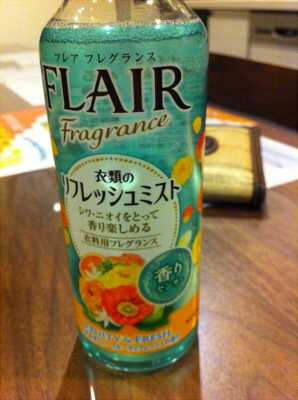 フレア フレグランス
FLAIR
Fragrance
衣類の
リフレッシュミスト
シワ・ニオイをとって
香り楽しめる
衣料用フレグランス
香り
& FRESH